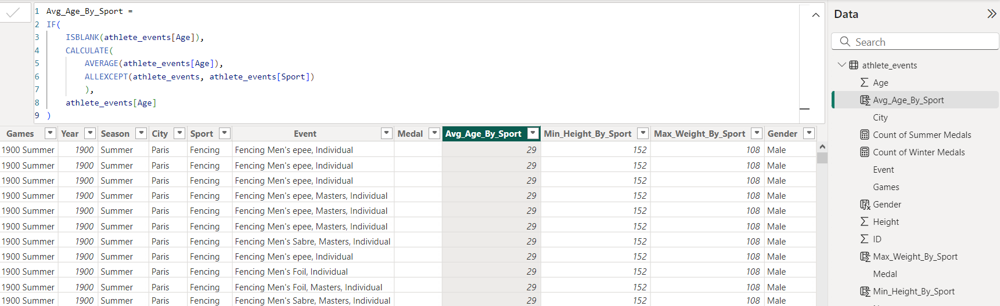 1 Avg_Age_By_Sport =
2 IF(
3 ISBLANK(athlete_events[Age]),
4 CALCULATE(
5 AVERAGE(athlete_events[Age]),
6 ALLEXCEPT(athlete_events, athlete_events[Sport])
7 ),
8 athlete_events[Age]
9 )
Games Year Season City Sport Event Medal Avg_Age_By_Sport Min_Height_By_Sport Max_Weight_By_Sport Gender
1900 Summer 1900 Summer Paris Fencing Fencing Men's epee, Individual 29 152 108 Male
1900 Summer 1900 Summer Paris Fencing Fencing Men's epee, Individual 29 152 108 Male
1900 Summer 1900 Summer Paris Fencing Fencing Men's epee, Individual 29 152 108 Male
1900 Summer 1900 Summer Paris Fencing Fencing Men's epee, Masters, Individual 29 152 108 Male
1900 Summer 1900 Summer Paris Fencing Fencing Men's epee, Masters, Individual 29 152 108 Male
1900 Summer 1900 Summer Paris Fencing Fencing Men's epee, Masters, Individual 29 152 108 Male
1900 Summer 1900 Summer Paris Fencing Fencing Men's Sabre, Masters, Individual 29 152 108 Male
1900 Summer 1900 Summer Paris Fencing Fencing Men's epee, Individual 29 152 108 Male
1900 Summer 1900 Summer Paris Fencing Fencing Men's Foil, Individual 29 152 108 Male
1900 Summer 1900 Summer Paris Fencing Fencing Men's Foil, Masters, Individual 29 152 108 Male
1900 Summer 1900 Summer Paris Fencing Fencing Men's Sabre, Masters, Individual 29 152 108 Male
Data
Search
athlete_events
Age
Avg_Age_By_Sport
City
Count of Summer Medals
Count of Winter Medals
Event
Games
Gender
Height
ID
Max_Weight_By_Sport
Medal
Min_Height_By_Sport